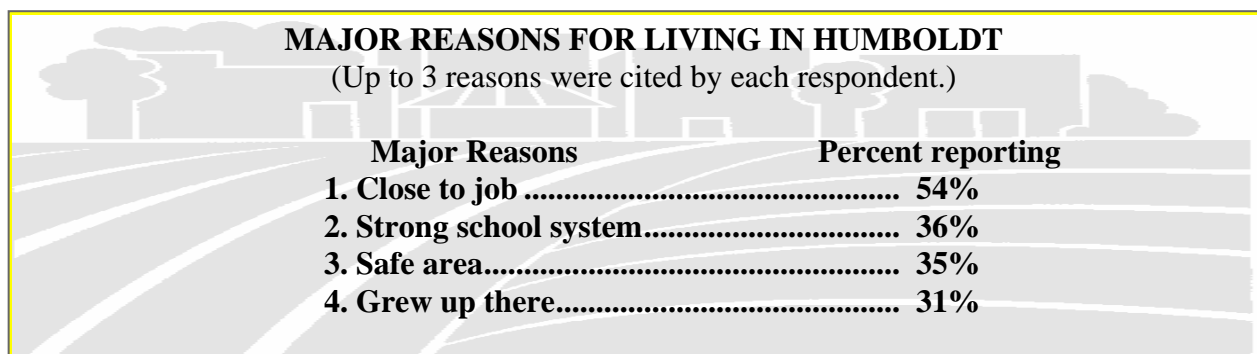 MAJOR REASONS FOR LIVING IN HUMBOLDT
(Up to 3 reasons were cited by each respondent.)
Major Reasons Percent reporting
1. Close to job ................................................ 54%
2. Strong school system................................. 36%
3. Safe area..................................................... 35%
4. Grew up there............................................ 31%